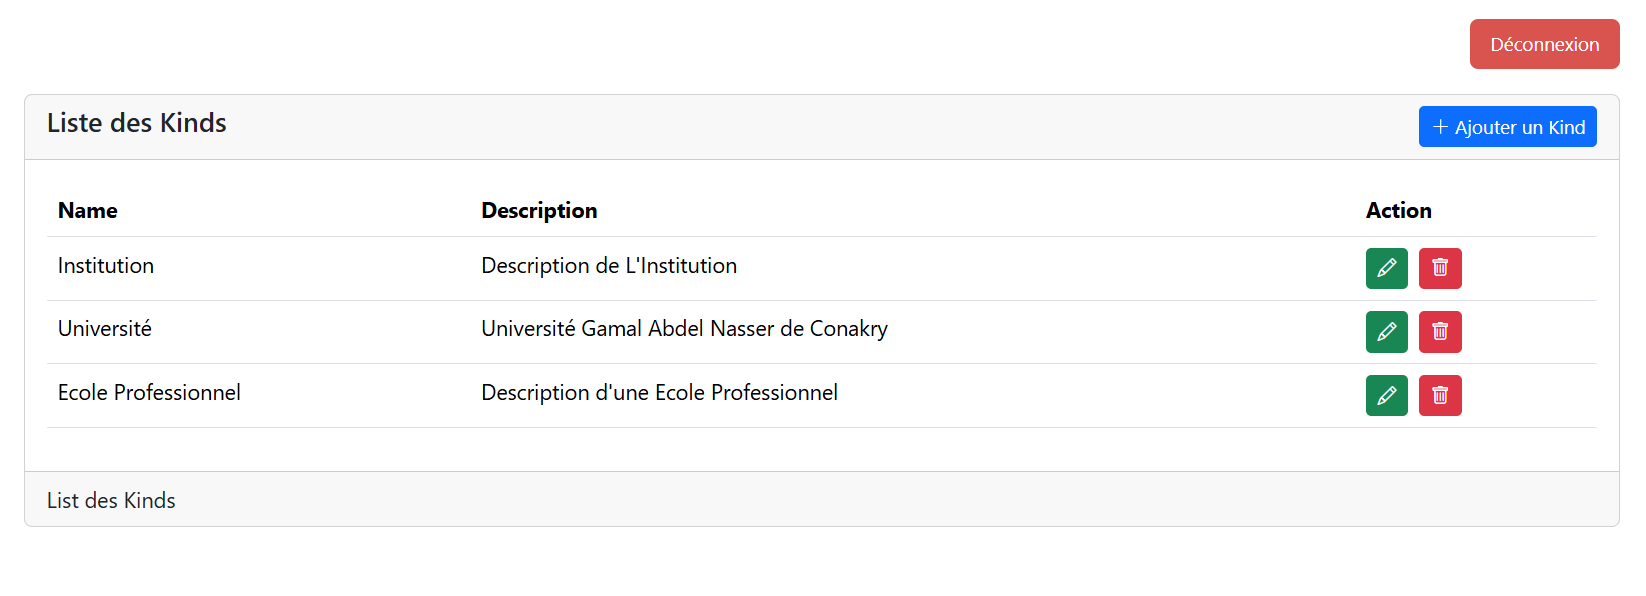 Déconnexion
Liste des Kinds
+ Ajouter un Kind
Name Description Action
Institution Description de L'Institution
Université Université Gamal Abdel Nasser de Conakry
Ecole Professionnel Description d'une Ecole Professionnel
List des Kinds